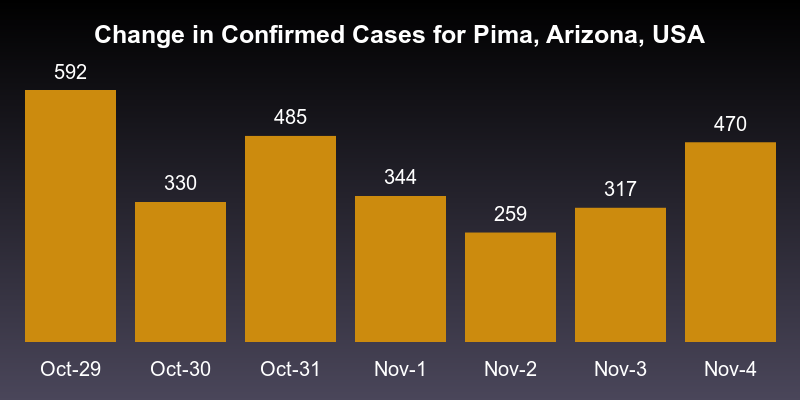 Change in Confirmed Cases for Pima, Arizona, USA
592
330
485
344
259
317
470
Oct-29
Oct-30
Oct-31
Nov-1
Nov-2
Nov-3
Nov-4